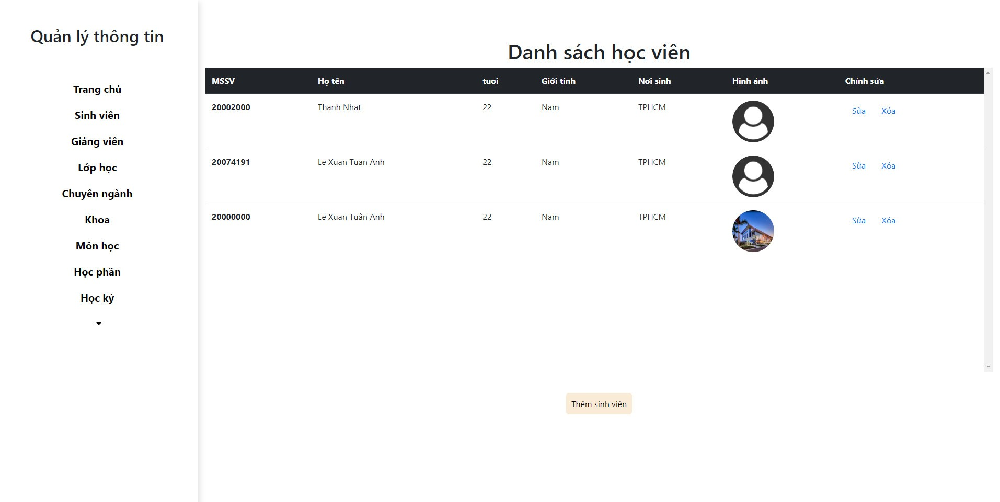 Quản lý thông tin
Trang chủ
Sinh viên
Giảng viên
Lớp học
Chuyên ngành
Khoa
Môn học
Học phần
Học kỳ
Danh sách học viên
MSSV Họ tên tuoi Giới tính Nơi sinh Hình ảnh Chỉnh sửa
20002000 Thanh Nhat 22 Nam TPHCM Sửa Xóa
20074191 Le Xuan Tuan Anh 22 Nam TPHCM Sửa Xóa
20000000 Le Xuan Tuân Anh 22 Nam TPHCM Sửa Xóa
Thêm sinh viên